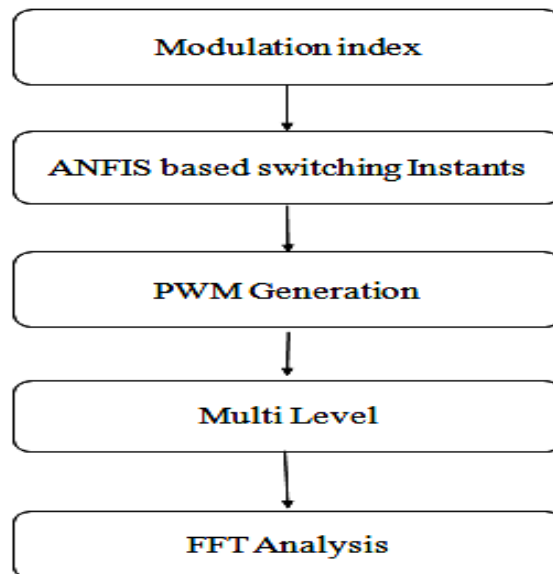 Modulation index
ANFIS based switching Instants
PWM Generation
Multi Level
FFT Analysis